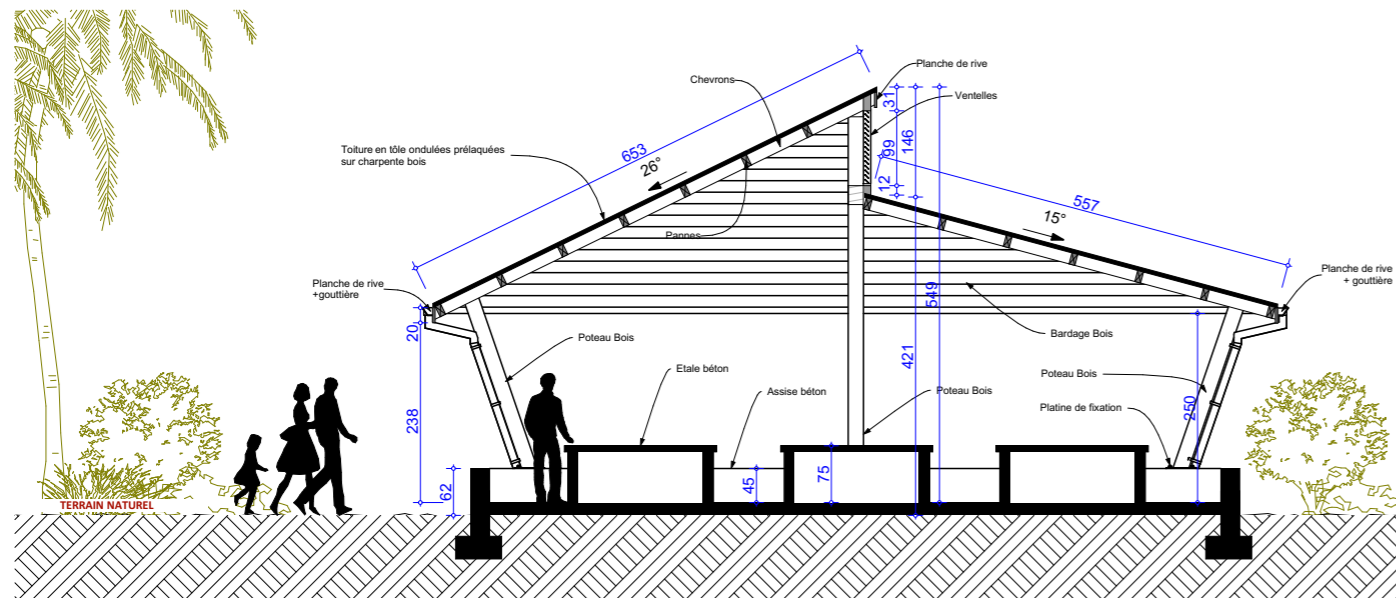 Planche de rive
Chevrons
Ventelles
31
146
99
12
Toiture en tôle ondulées prélaquées
sur charpente bois
653
26°
557
15°
Pannes
Planche de rive
+gouttière
Planche de rive
+ gouttière
549
20
Poteau Bois
Bardage Bois
Etale béton
421
Poteau Bois
Assise béton
Poteau Bois
Platine de fixation
250
238
62
45
75
TERRAIN NATUREL